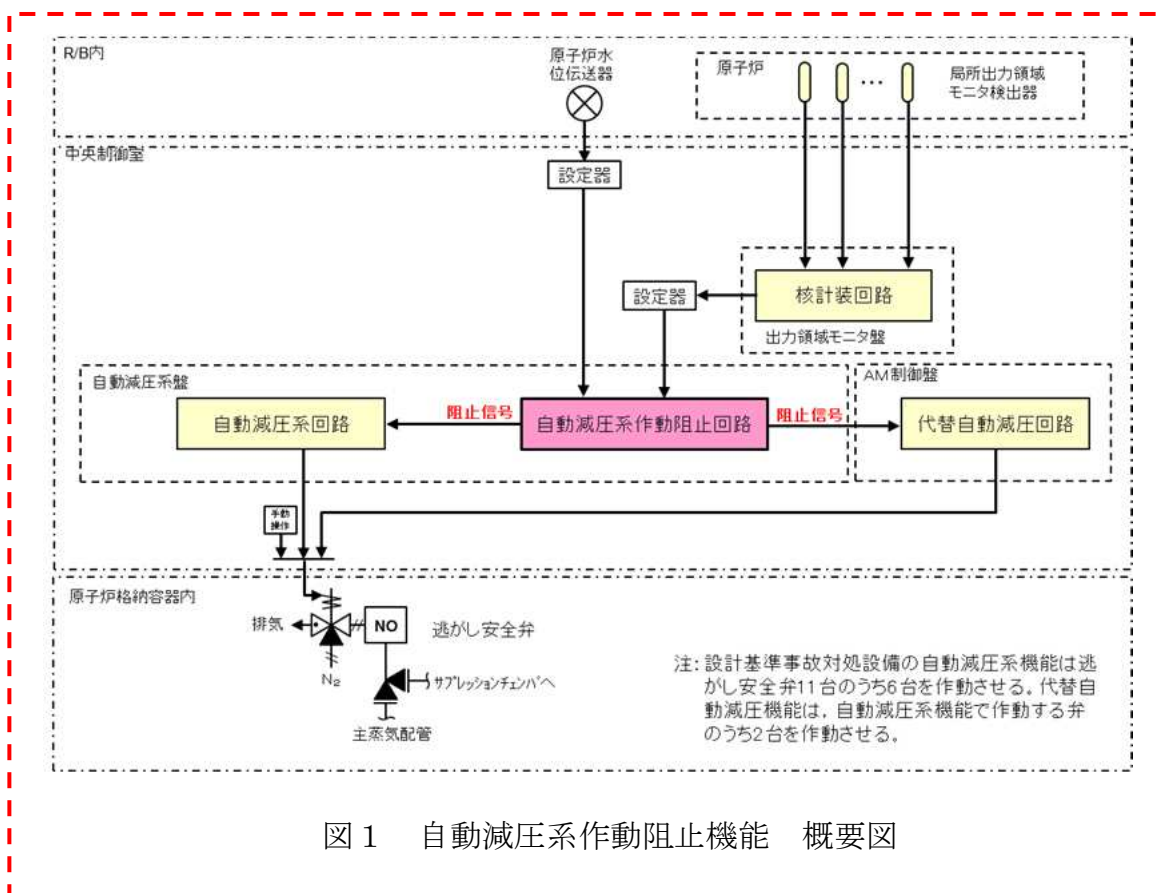 R/B内
原子炉水
位伝送器
原子炉
…
局所出力領域
モニタ検出器
中央制御室
設定器
設定器
核計装回路
出力領域モニタ盤
自動減圧系盤
AM制御盤
自動減圧系回路
阻止信号
自動減圧系作動阻止回路
阻止信号
代替自動減圧回路
手動
操作
原子炉格納容器内
排気
NO
逃がし安全弁
N₂
サプレッションチェンバへ
主蒸気配管
注:設計基準事故対処設備の自動減圧系機能は逃
がし安全弁11台のうち6台を作動させる。代替自
動減圧機能は，自動減圧系機能で作動する弁
のうち2台を作動させる。
図1　自動減圧系作動阻止機能　概要図